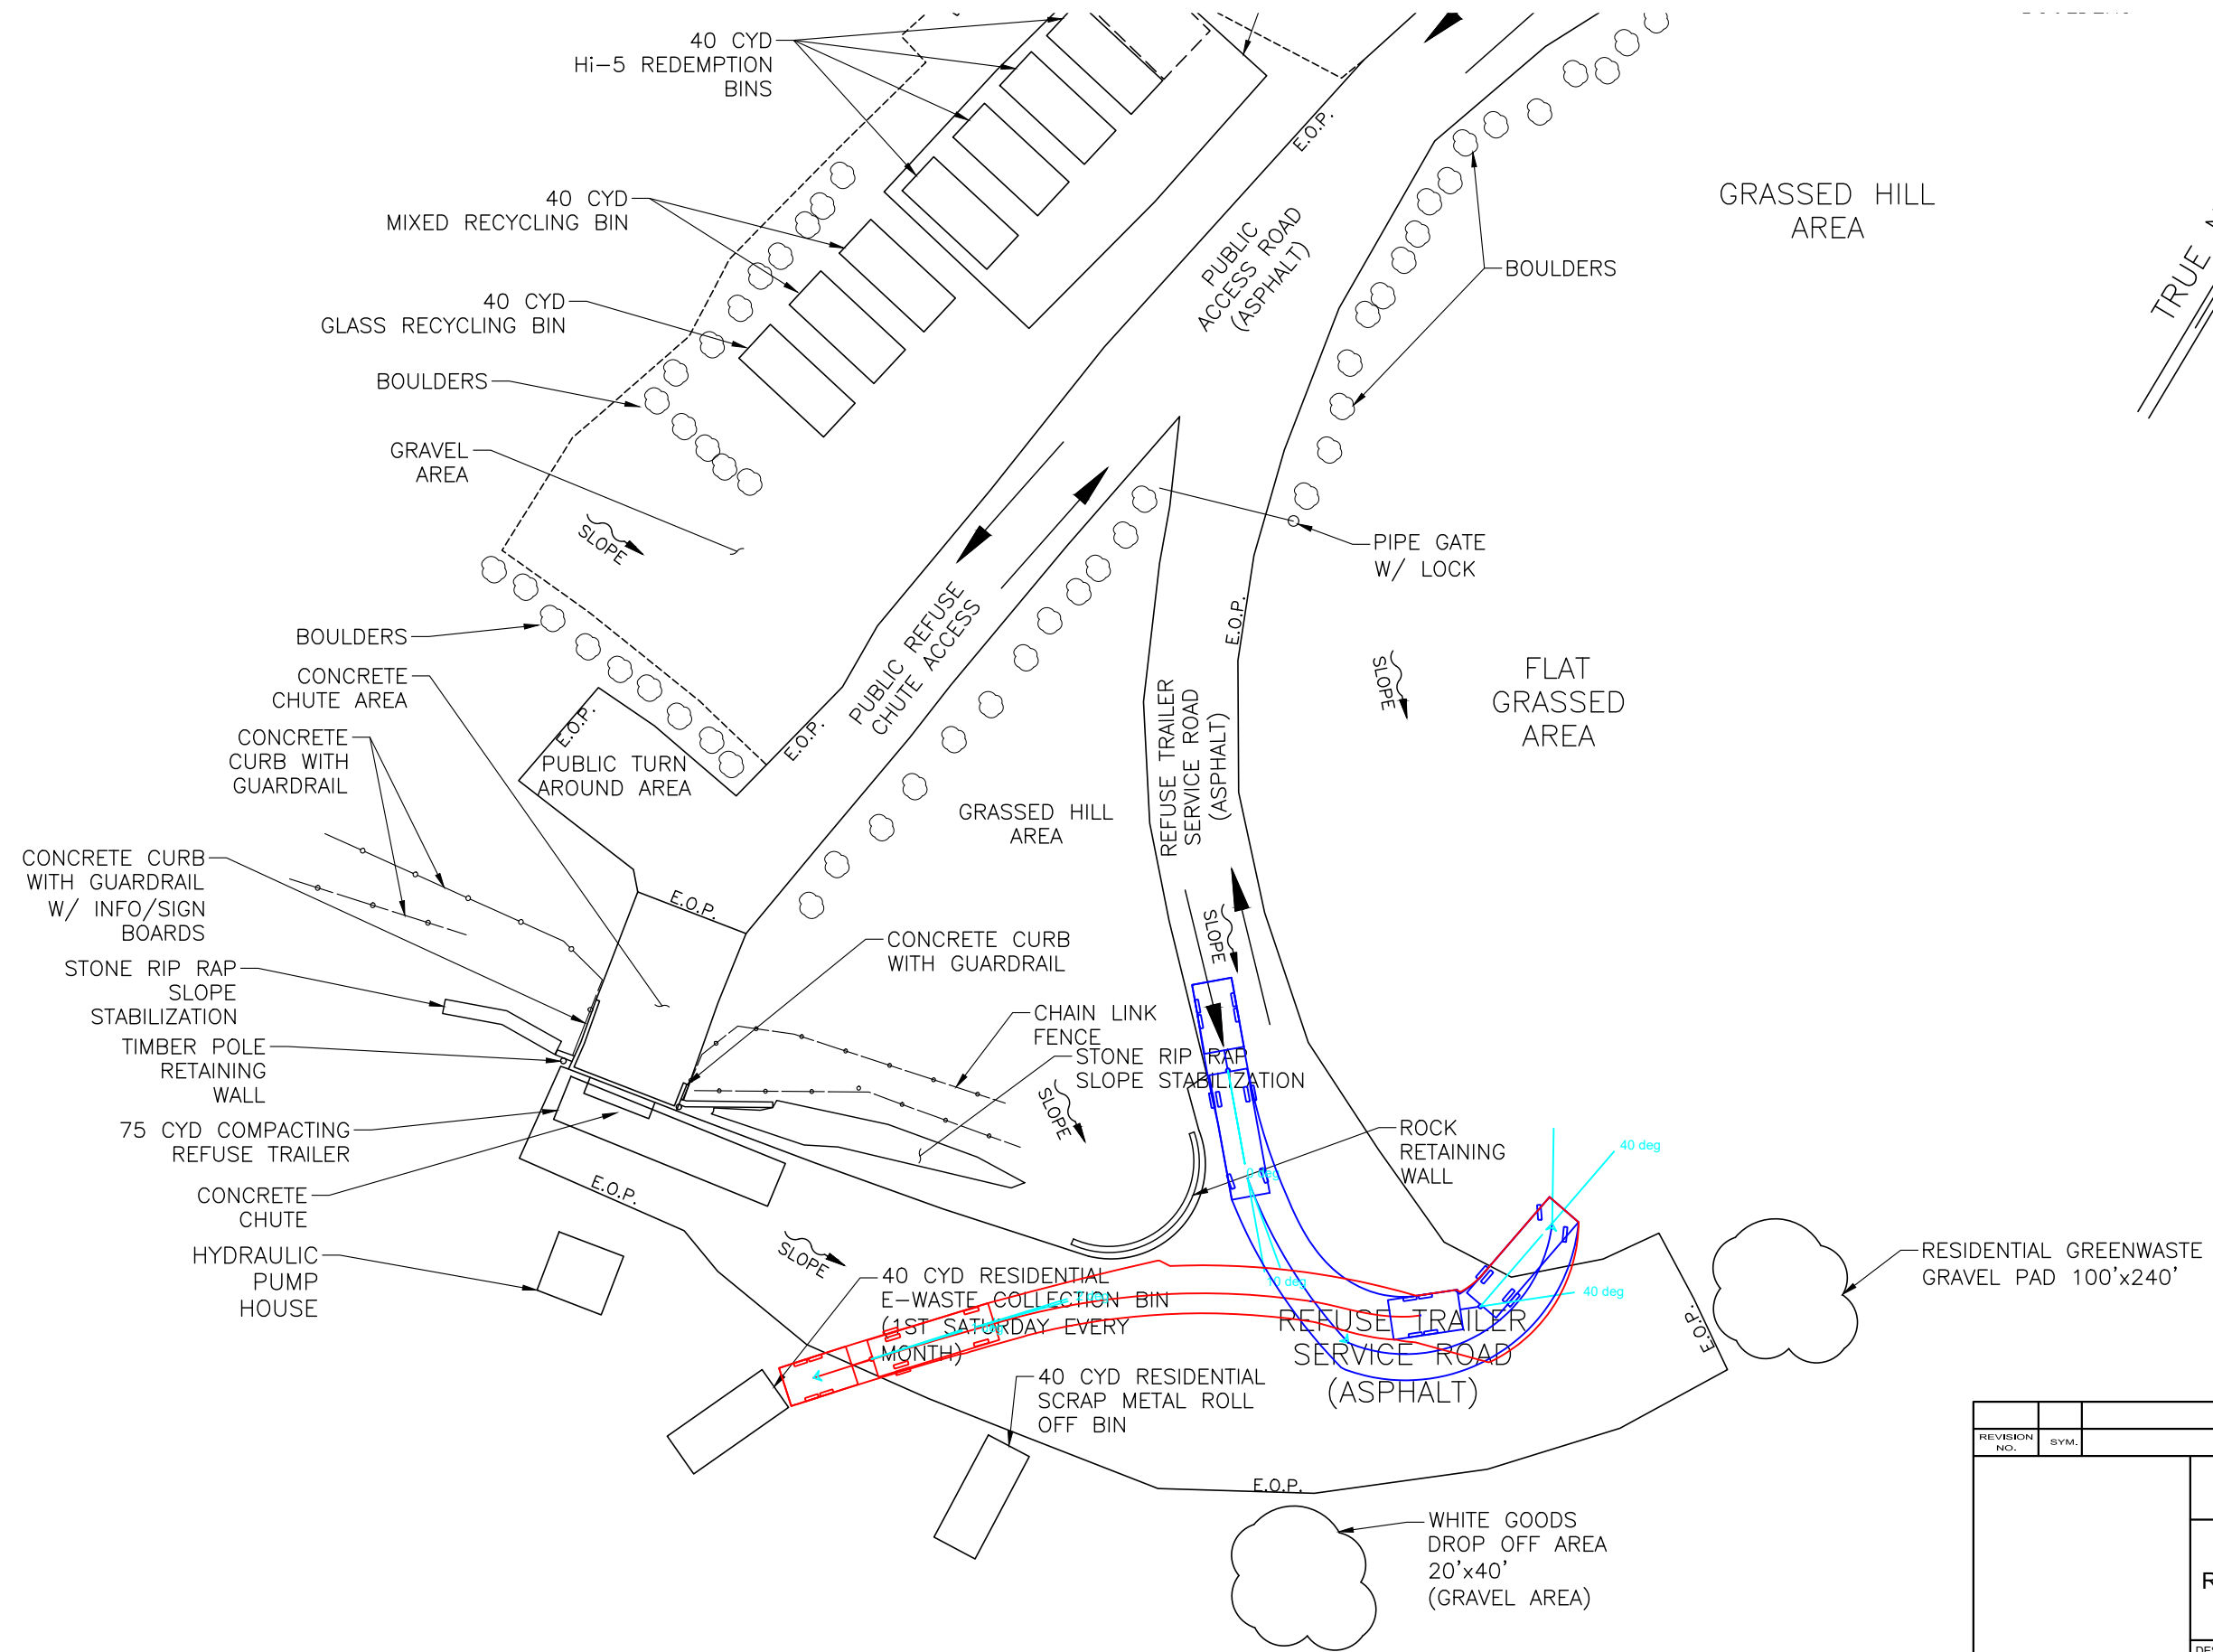 40 CYD
Hi-5 REDEMPTION
BINS
40 CYD
MIXED RECYCLING BIN
40 CYD
GLASS RECYCLING BIN
BOULDERS
GRAVEL
AREA
SLOPE
BOULDERS
CONCRETE
CHUTE AREA
CONCRETE
CURB WITH
GUARDRAIL
CONCRETE CURB
WITH GUARDRAIL
W/ INFO/SIGN
BOARDS
STONE RIP RAP
SLOPE
STABILIZATION
TIMBER POLE
RETAINING
WALL
75 CYD COMPACTING
REFUSE TRAILER
CONCRETE
CHUTE
HYDRAULIC
PUMP
HOUSE
E.O.P.
PUBLIC TURN
AROUND AREA
E.O.P.
E.O.P.
E.O.P.
SLOPE
PUBLIC REFUSE
CHUTE ACCESS
E.O.P.
PUBLIC
ACCESS ROAD
(ASPHALT)
BOULDERS
GRASSED HILL
AREA
TRUE
PIPE GATE
W/ LOCK
E.O.P.
SLOPE
FLAT
GRASSED
AREA
REFUSE TRAILER
SERVICE ROAD
(ASPHALT)
GRASSED HILL
AREA
SLOPE
CONCRETE CURB
WITH GUARDRAIL
CHAIN LINK
FENCE
STONE RIP RAP
SLOPE STABILIZATION
SLOPE
ROCK
RETAINING
WALL
0 deg
10 deg
40 deg
40 deg
40 CYD RESIDENTIAL
E-WASTE COLLECTION BIN
(1ST SATURDAY EVERY
MONTH)
REFUSE TRAILER
SERVICE ROAD
(ASPHALT)
E.O.P.
RESIDENTIAL GREENWASTE
GRAVEL PAD 100'x240'
40 CYD RESIDENTIAL
SCRAP METAL ROLL
OFF BIN
E.O.P.
WHITE GOODS
DROP OFF AREA
20'x40'
(GRAVEL AREA)
REVISION
NO.
SYM.
R